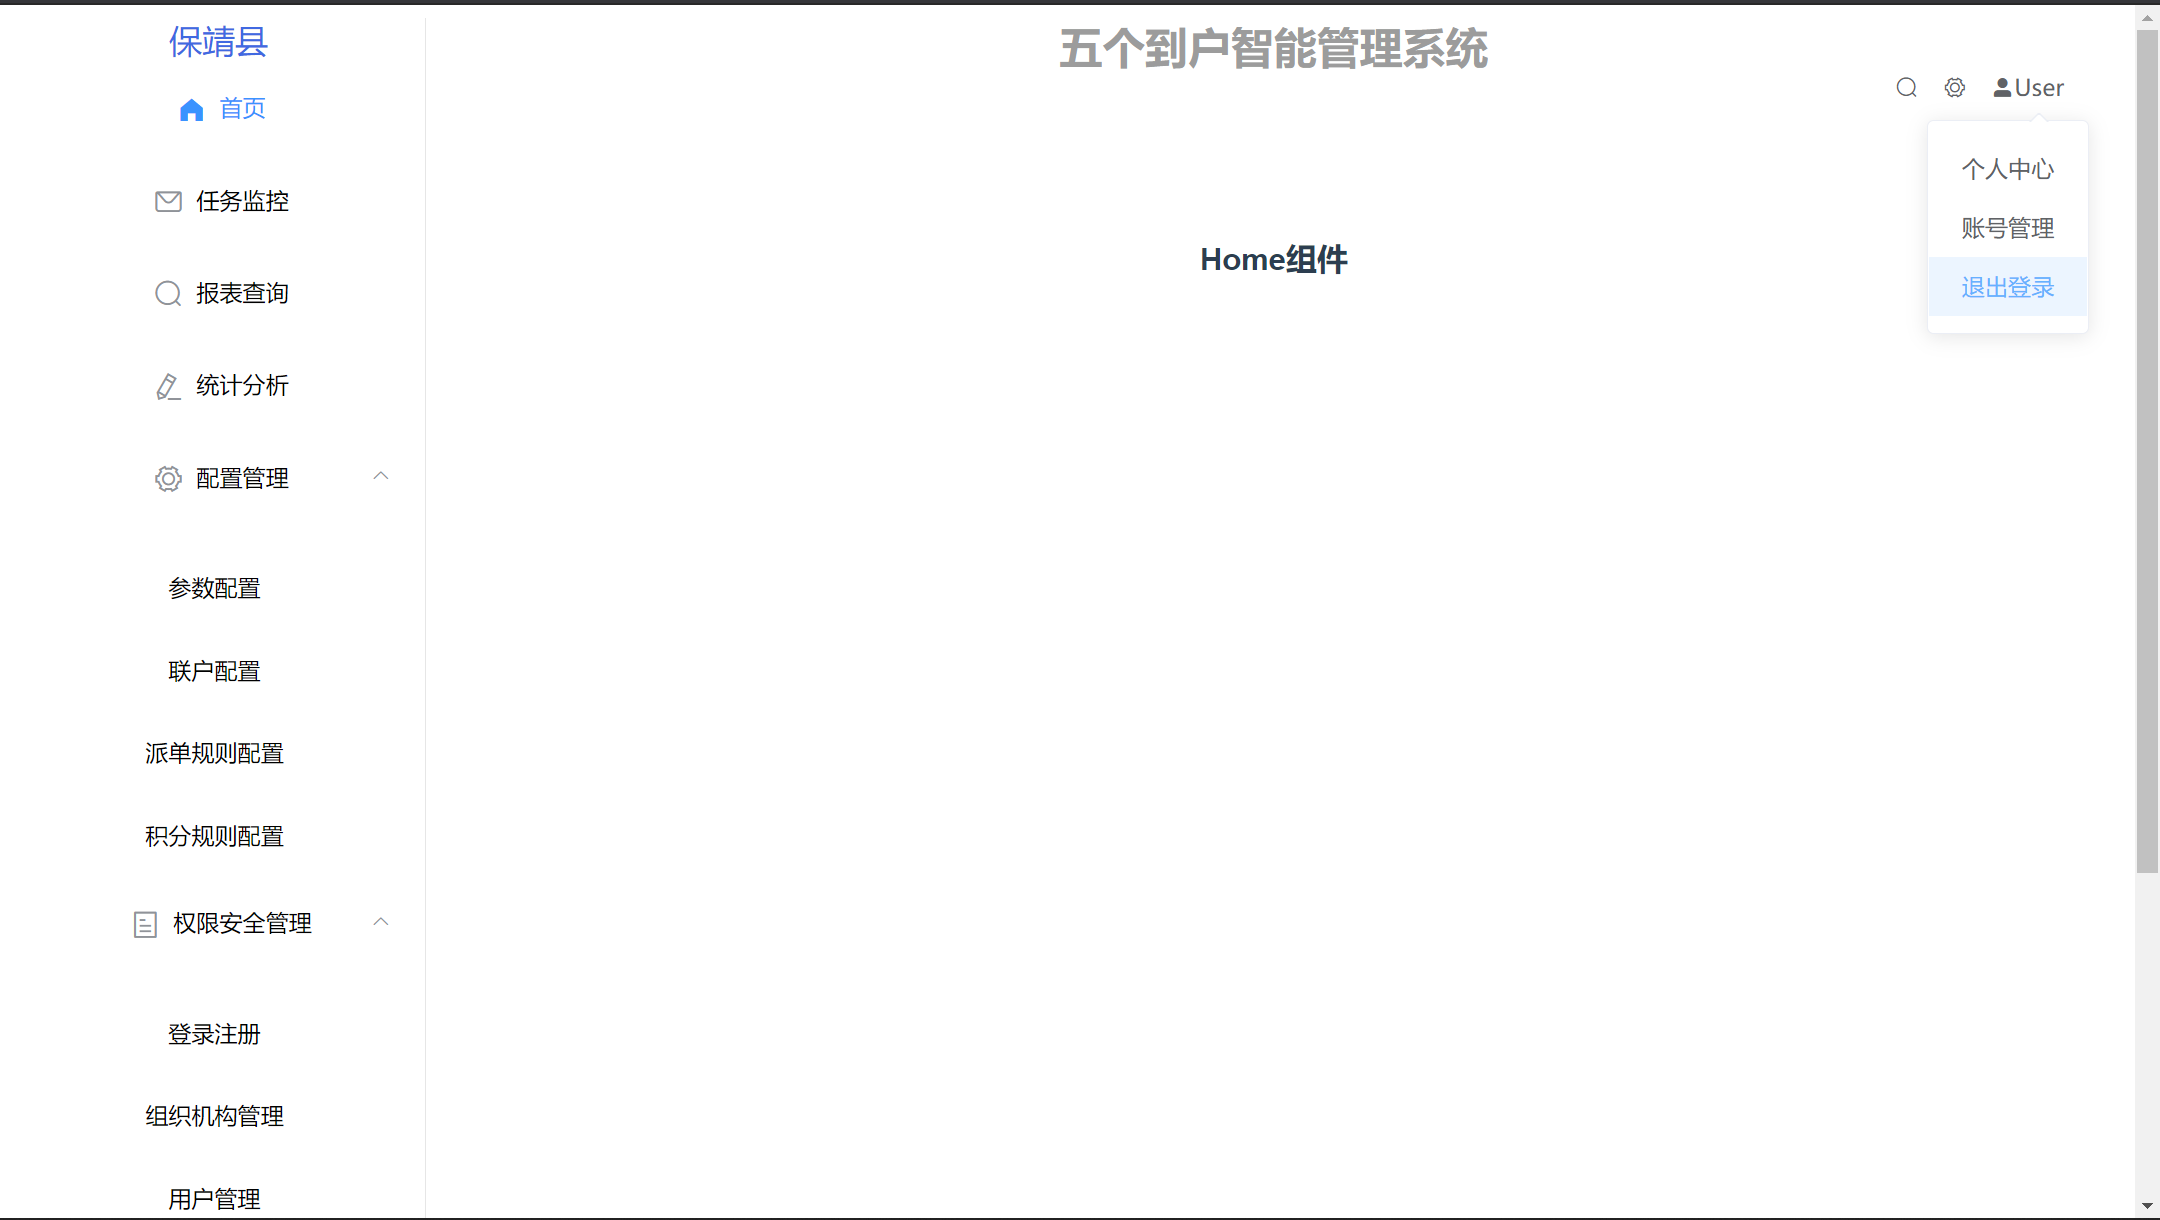 保靖县
首页
任务监控
报表查询
统计分析
配置管理
参数配置
联户配置
派单规则配置
积分规则配置
权限安全管理
登录注册
组织机构管理
用户管理
五个到户智能管理系统
User
个人中心
账号管理
退出登录
Home组件